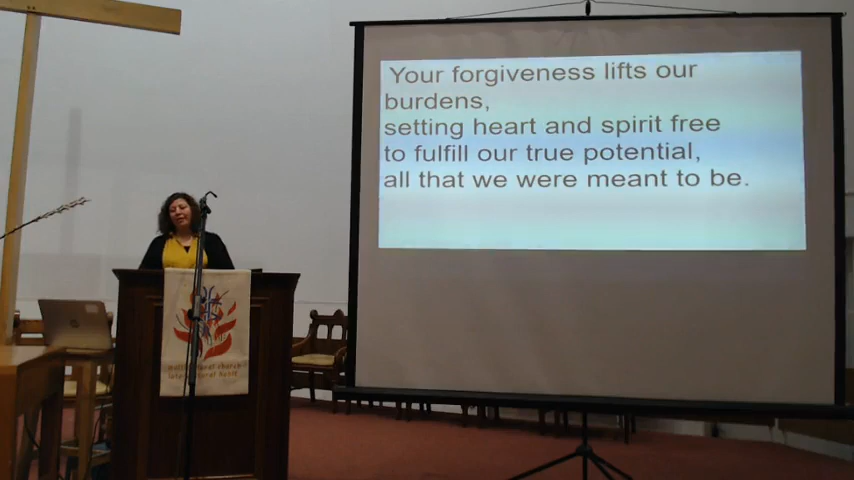 Your forgiveness lifts our
burdens,
setting heart and spirit free
to fulfill our true potential,
all that we were meant to be.
church